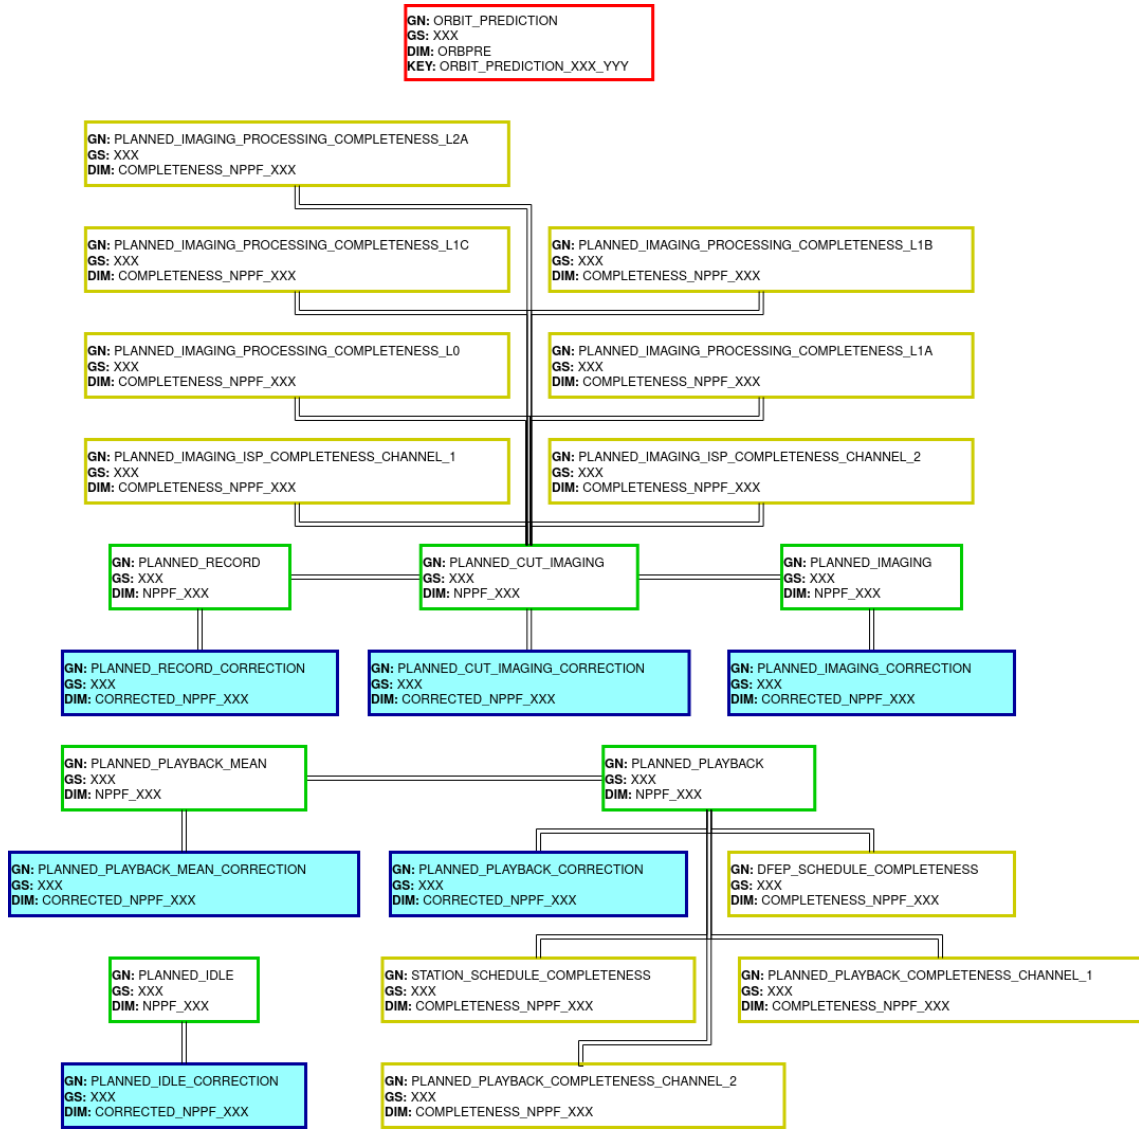 GN: ORBIT_PREDICTION
GS: XXX
DIM: ORBPRE
KEY: ORBIT_PREDICTION_XXX_YYY
GN: PLANNED_IMAGING_PROCESSING_COMPLETENESS_L2A
GS: XXX
DIM: COMPLETENESS_NPPF_XXX
GN: PLANNED_IMAGING_PROCESSING_COMPLETENESS_L1C
GS: XXX
DIM: COMPLETENESS_NPPF_XXX
GN: PLANNED_IMAGING_PROCESSING_COMPLETENESS_L1B
GS: XXX
DIM: COMPLETENESS_NPPF_XXX
GN: PLANNED_IMAGING_PROCESSING_COMPLETENESS_L0
GS: XXX
DIM: COMPLETENESS_NPPF_XXX
GN: PLANNED_IMAGING_PROCESSING_COMPLETENESS_L1A
GS: XXX
DIM: COMPLETENESS_NPPF_XXX
GN: PLANNED_IMAGING_ISP_COMPLETENESS_CHANNEL_1
GS: XXX
DIM: COMPLETENESS_NPPF_XXX
GN: PLANNED_IMAGING_ISP_COMPLETENESS_CHANNEL_2
GS: XXX
DIM: COMPLETENESS_NPPF_XXX
GN: PLANNED_RECORD
GS: XXX
DIM: NPPF_XXX
GN: PLANNED_CUT_IMAGING
GS: XXX
DIM: NPPF_XXX
GN: PLANNED_IMAGING
GS: XXX
DIM: NPPF_XXX
GN: PLANNED_RECORD_CORRECTION
GS: XXX
DIM: CORRECTED_NPPF_XXX
GN: PLANNED_CUT_IMAGING_CORRECTION
GS: XXX
DIM: CORRECTED_NPPF_XXX
GN: PLANNED_IMAGING_CORRECTION
GS: XXX
DIM: CORRECTED_NPPF_XXX
GN: PLANNED_PLAYBACK_MEAN
GS: XXX
DIM: NPPF_XXX
GN: PLANNED_PLAYBACK
GS: XXX
DIM: NPPF_XXX
GN: PLANNED_PLAYBACK_MEAN_CORRECTION
GS: XXX
DIM: CORRECTED_NPPF_XXX
GN: PLANNED_PLAYBACK_CORRECTION
GS: XXX
DIM: CORRECTED_NPPF_XXX
GN: DFEP_SCHEDULE_COMPLETENESS
GS: XXX
DIM: COMPLETENESS_NPPF_XXX
GN: PLANNED_IDLE
GS: XXX
DIM: NPPF_XXX
GN: STATION_SCHEDULE_COMPLETENESS
GS: XXX
DIM: COMPLETENESS_NPPF_XXX
GN: PLANNED_PLAYBACK_COMPLETENESS_CHANNEL_1
GS: XXX
DIM: COMPLETENESS_NPPF_XXX
GN: PLANNED_IDLE_CORRECTION
GS: XXX
DIM: CORRECTED_NPPF_XXX
GN: PLANNED_PLAYBACK_COMPLETENESS_CHANNEL_2
GS: XXX
DIM: COMPLETENESS_NPPF_XXX